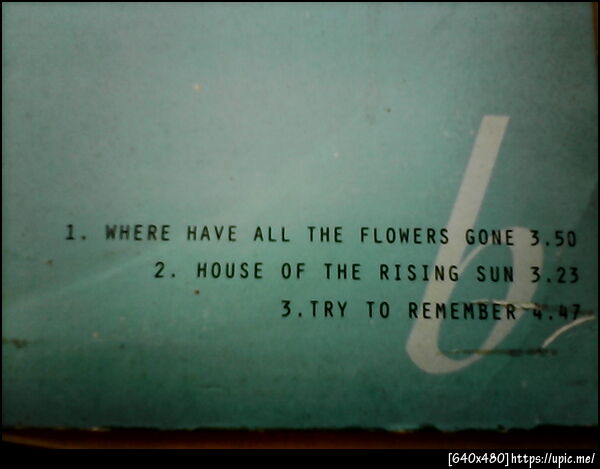 b
1. WHERE HAVE ALL THE FLOWERS GONE 3.50
2. HOUSE OF THE RISING SUN 3.23
3.TRY TO REMEMBER 4.47
[640x480]https://upic.me/